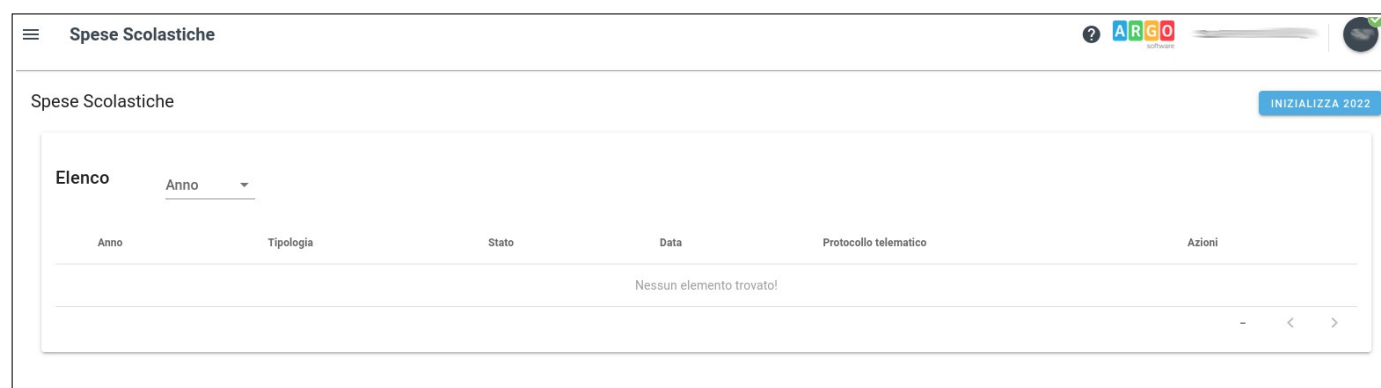 Spese Scolastiche
? ARGO
software
Spese Scolastiche
INIZIALIZZA 2022
Elenco
Anno
Anno Tipologia Stato Data Protocollo telematico Azioni
Nessun elemento trovato!
–